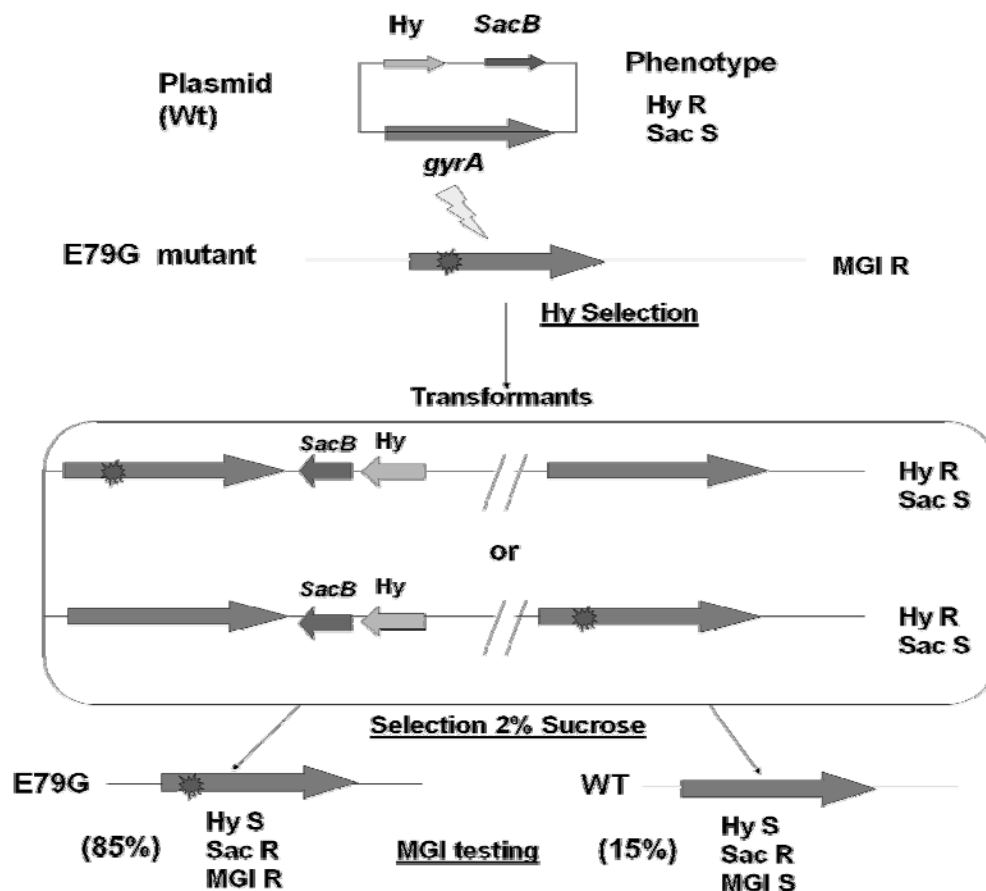 Hy SacB
Plasmid
(Wt)
Phenotype
Hy R
Sac S
gyrA
E79G mutant
MGI R
Hy Selection
Transformants
SacB Hy
Hy R
Sac S
or
SacB Hy
Hy R
Sac S
Selection 2% Sucrose
E79G
WT
(85%)
Hy S
Sac R
MGI R
MGI testing
(15%)
Hy S
Sac R
MGI S